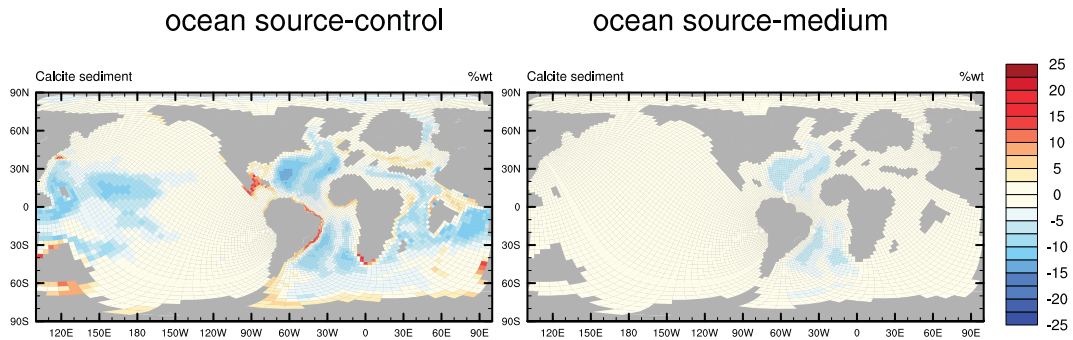 ocean source-control
ocean source-medium
Calcite sediment %wt
90N
60N
30N
0
30S
60S
90S
120E 150E 180 150W 120W 90W 60W 30W 0 30E 60E 90E
Calcite sediment %wt
90N
60N
30N
0
30S
60S
90S
120E 150E 180 150W 120W 90W 60W 30W 0 30E 60E 90E
25
20
15
10
5
0
-5
-10
-15
-20
-25